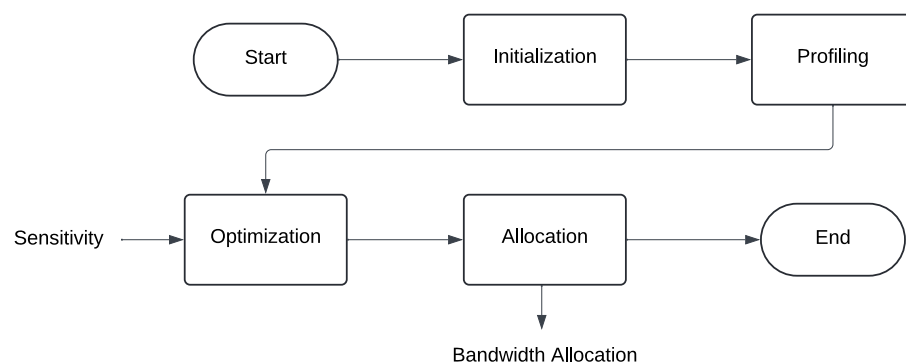 Start
Initialization
Profiling
Sensitivity
Optimization
Allocation
End
Bandwidth Allocation